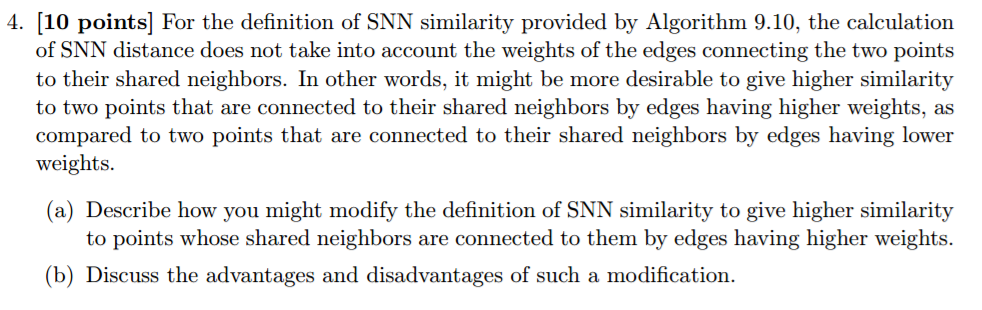 4. [10 points] For the definition of SNN similarity provided by Algorithm 9.10, the calculation
of SNN distance does not take into account the weights of the edges connecting the two points
to their shared neighbors. In other words, it might be more desirable to give higher similarity
to two points that are connected to their shared neighbors by edges having higher weights, as
compared to two points that are connected to their shared neighbors by edges having lower
weights.
(a) Describe how you might modify the definition of SNN similarity to give higher similarity
to points whose shared neighbors are connected to them by edges having higher weights.
(b) Discuss the advantages and disadvantages of such a modification.